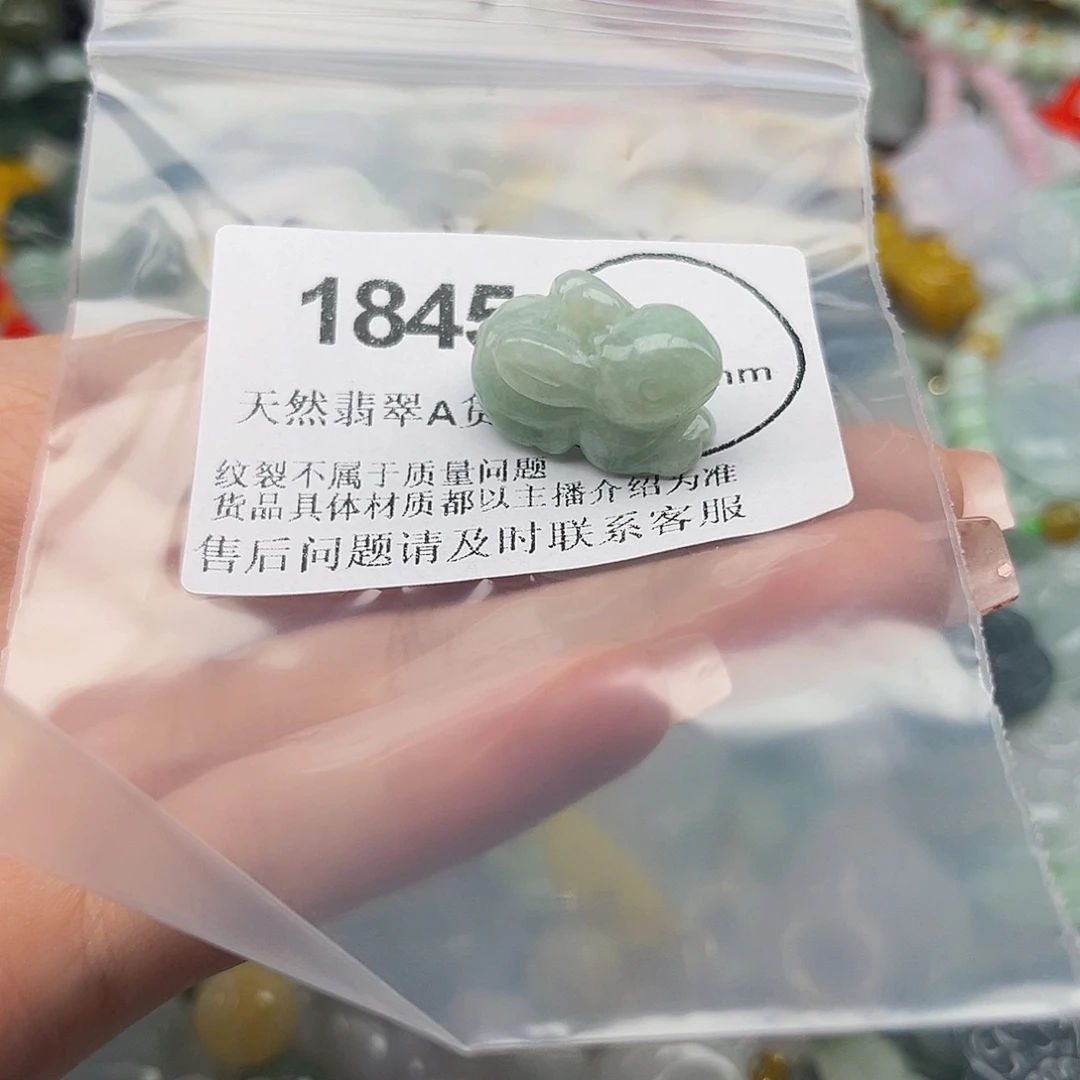 1845
mm
天然翡翠A货
纹裂不属于质量问题
货品具体材质都以主播介绍为准
售后问题请及时联系客服